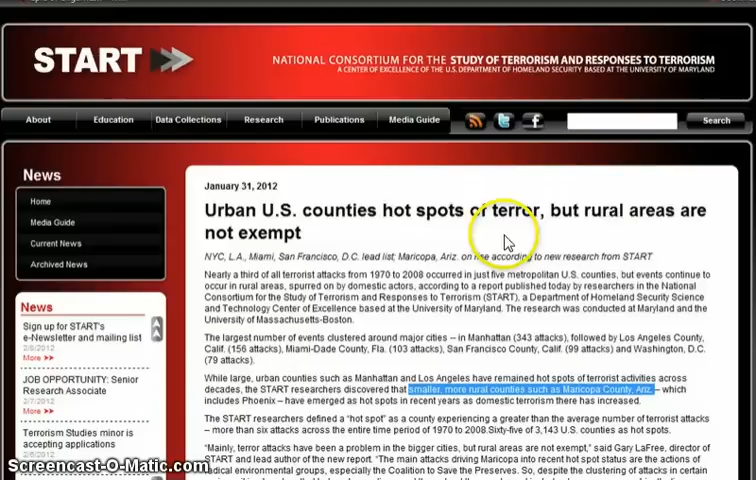 START
NATIONAL CONSORTIUM FOR THE STUDY OF TERRORISM AND RESPONSES TO TERRORISM
A CENTER OF EXCELLENCE OF THE U.S. DEPARTMENT OF HOMELAND SECURITY BASED AT THE UNIVERSITY OF MARYLAND
About Education Data Collections Research Publications Media Guide Search
News
Home
Media Guide
Current News
Archived News
News
Sign up for START's
e-Newsletter and mailing list
2/8/2012
More >>
JOB OPPORTUNITY: Senior
Research Associate
2/7/2012
More >>
Terrorism Studies minor is
accepting applications
January 31, 2012
Urban U.S. counties hot spots of terror, but rural areas are
not exempt
NYC, L.A., Miami, San Francisco, D.C. lead list; Maricopa, Ariz. on rise according to new research from START
Nearly a third of all terrorist attacks from 1970 to 2008 occurred in just five metropolitan U.S. counties, but events continue to
occur in rural areas, spurred on by domestic actors, according to a report published today by researchers in the National
Consortium for the Study of Terrorism and Responses to Terrorism (START), a Department of Homeland Security Science
and Technology Center of Excellence based at the University of Maryland. The research was conducted at Maryland and the
University of Massachusetts-Boston.
The largest number of events clustered around major cities – in Manhattan (343 attacks), followed by Los Angeles County,
Calif. (156 attacks), Miami-Dade County, Fla. (103 attacks), San Francisco County, Calif. (99 attacks) and Washington, D.C.
(79 attacks).
While large, urban counties such as Manhattan and Los Angeles have remained hot spots of terrorist activities across
decades, the START researchers discovered that smaller, more rural counties such as Maricopa County, Ariz. – which
includes Phoenix – have emerged as hot spots in recent years as domestic terrorism there has increased.
The START researchers defined a "hot spot" as a county experiencing a greater than the average number of terrorist attacks
– more than six attacks across the entire time period of 1970 to 2008.Sixty-five of 3,143 U.S. counties as hot spots.
"Mainly, terror attacks have been a problem in the bigger cities, but rural areas are not exempt," said Gary LaFree, director of
START and lead author of the new report. "The main attacks driving Maricopa into recent hot spot status are the actions of
radical environmental groups, especially the Coalition to Save the Preserves. So, despite the clustering of attacks in certain
Screencast-O-Matic.com